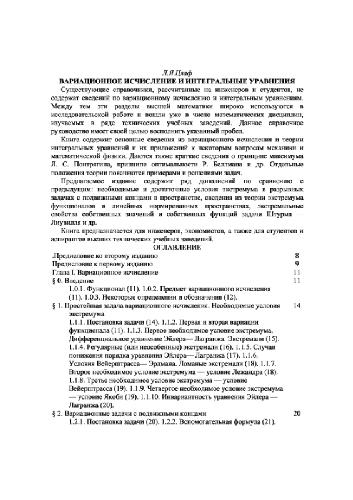 Л.Я.Цлаф
ВАРИАЦИОННОЕ ИСЧИСЛЕНИЕ И ИНТЕГРАЛЬНЫЕ УРАВНЕНИЯ
Существующие справочники, рассчитанные на инженеров и студентов, не
содержат сведений по вариационному исчислению и интегральным уравнениям.
Между тем эти разделы высшей математики широко используются в
исследовательской работе и вошли уже в число математических дисциплин,
изучаемых в ряде технических учебных заведений. Данное справочное
руководство имеет своей целью восполнить указанный пробел.
Книга содержит основные сведения из вариационного исчисления и теории
интегральных уравнений и их приложений к некоторым вопросам механики и
математической физики. Даются также краткие сведения о принципе максимума
Л. С. Понтрягина, принципе оптимальности Р. Беллмана и др. Отдельные
положения теории поясняются примерами и решениями задач.
Предлагаемое издание содержит ряд дополнений по сравнению с
предыдущим: необходимые и достаточные условия экстремума в разрывных
задачах с подвижными концами в пространстве, сведения из теории экстремума
функционалов в линейных нормированных пространствах, экстремальные
свойства собственных значений и собственных функций задачи Штурма -
Лиувилля и др.
Книга предназначена для инженеров, экономистов, а также для студентов и
аспирантов высших технических учебных заведений.
ОГЛАВЛЕНИЕ
Предисловие ко второму изданию 8
Предисловие к первому изданию 9
Глава I. Вариационное исчисление 11
§ 0. Введение 11
1.0.1. Функционал (11). 1.0.2. Предмет вариационного исчисления
(11). 1.0.3. Некоторые определения и обозначения (12).
§ 1. Простейшая задача вариационного исчисления. Необходимые условия 14
экстремума
1.1.1. Постановка задачи (14). 1.1.2. Первая и вторая вариации
функционала (11). 1.1.3. Первое необходимое условие экстремума.
Дифференциальное уравнение Эйлера— Лагранжа. Экстремали (15).
1.1.4. Регулярные (или неособенные) экстремали (16). 1.1.5. Случаи
понижения порядка уравнения Эйлера— Лагранжа (17). 1.1.6.
Условия Вейерштрасса— Эрдмана. Ломаные экстремали (18). 1.1.7.
Второе необходимое условие экстремума — условие Лежандра (18).
1.1.8. Третье необходимое условие экстремума — условие
Вейерштрасса (19). 1.1.9. Четвертое необходимое условие экстремума
— условие Якоби (19). 1.1.10. Инвариантность уравнения Эйлера —
Лагранжа (20).
§ 2. Вариационные задачи с подвижными концами 20
1.2.1. Постановка задачи (20). 1.2.2. Вспомогательная формула (21).